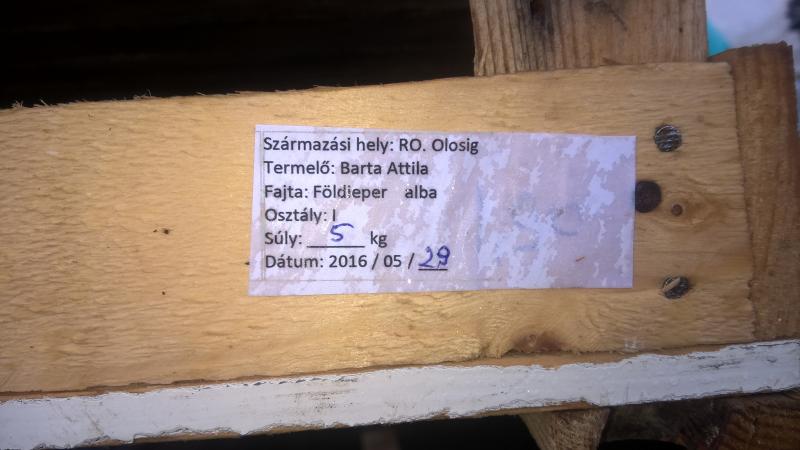 Származási hely: RO. Olosig
Termelő: Barta Attila
Fajta: Földieper alba
Osztály: I
Súly: 5 kg
Dátum: 2016 / 05 / 29